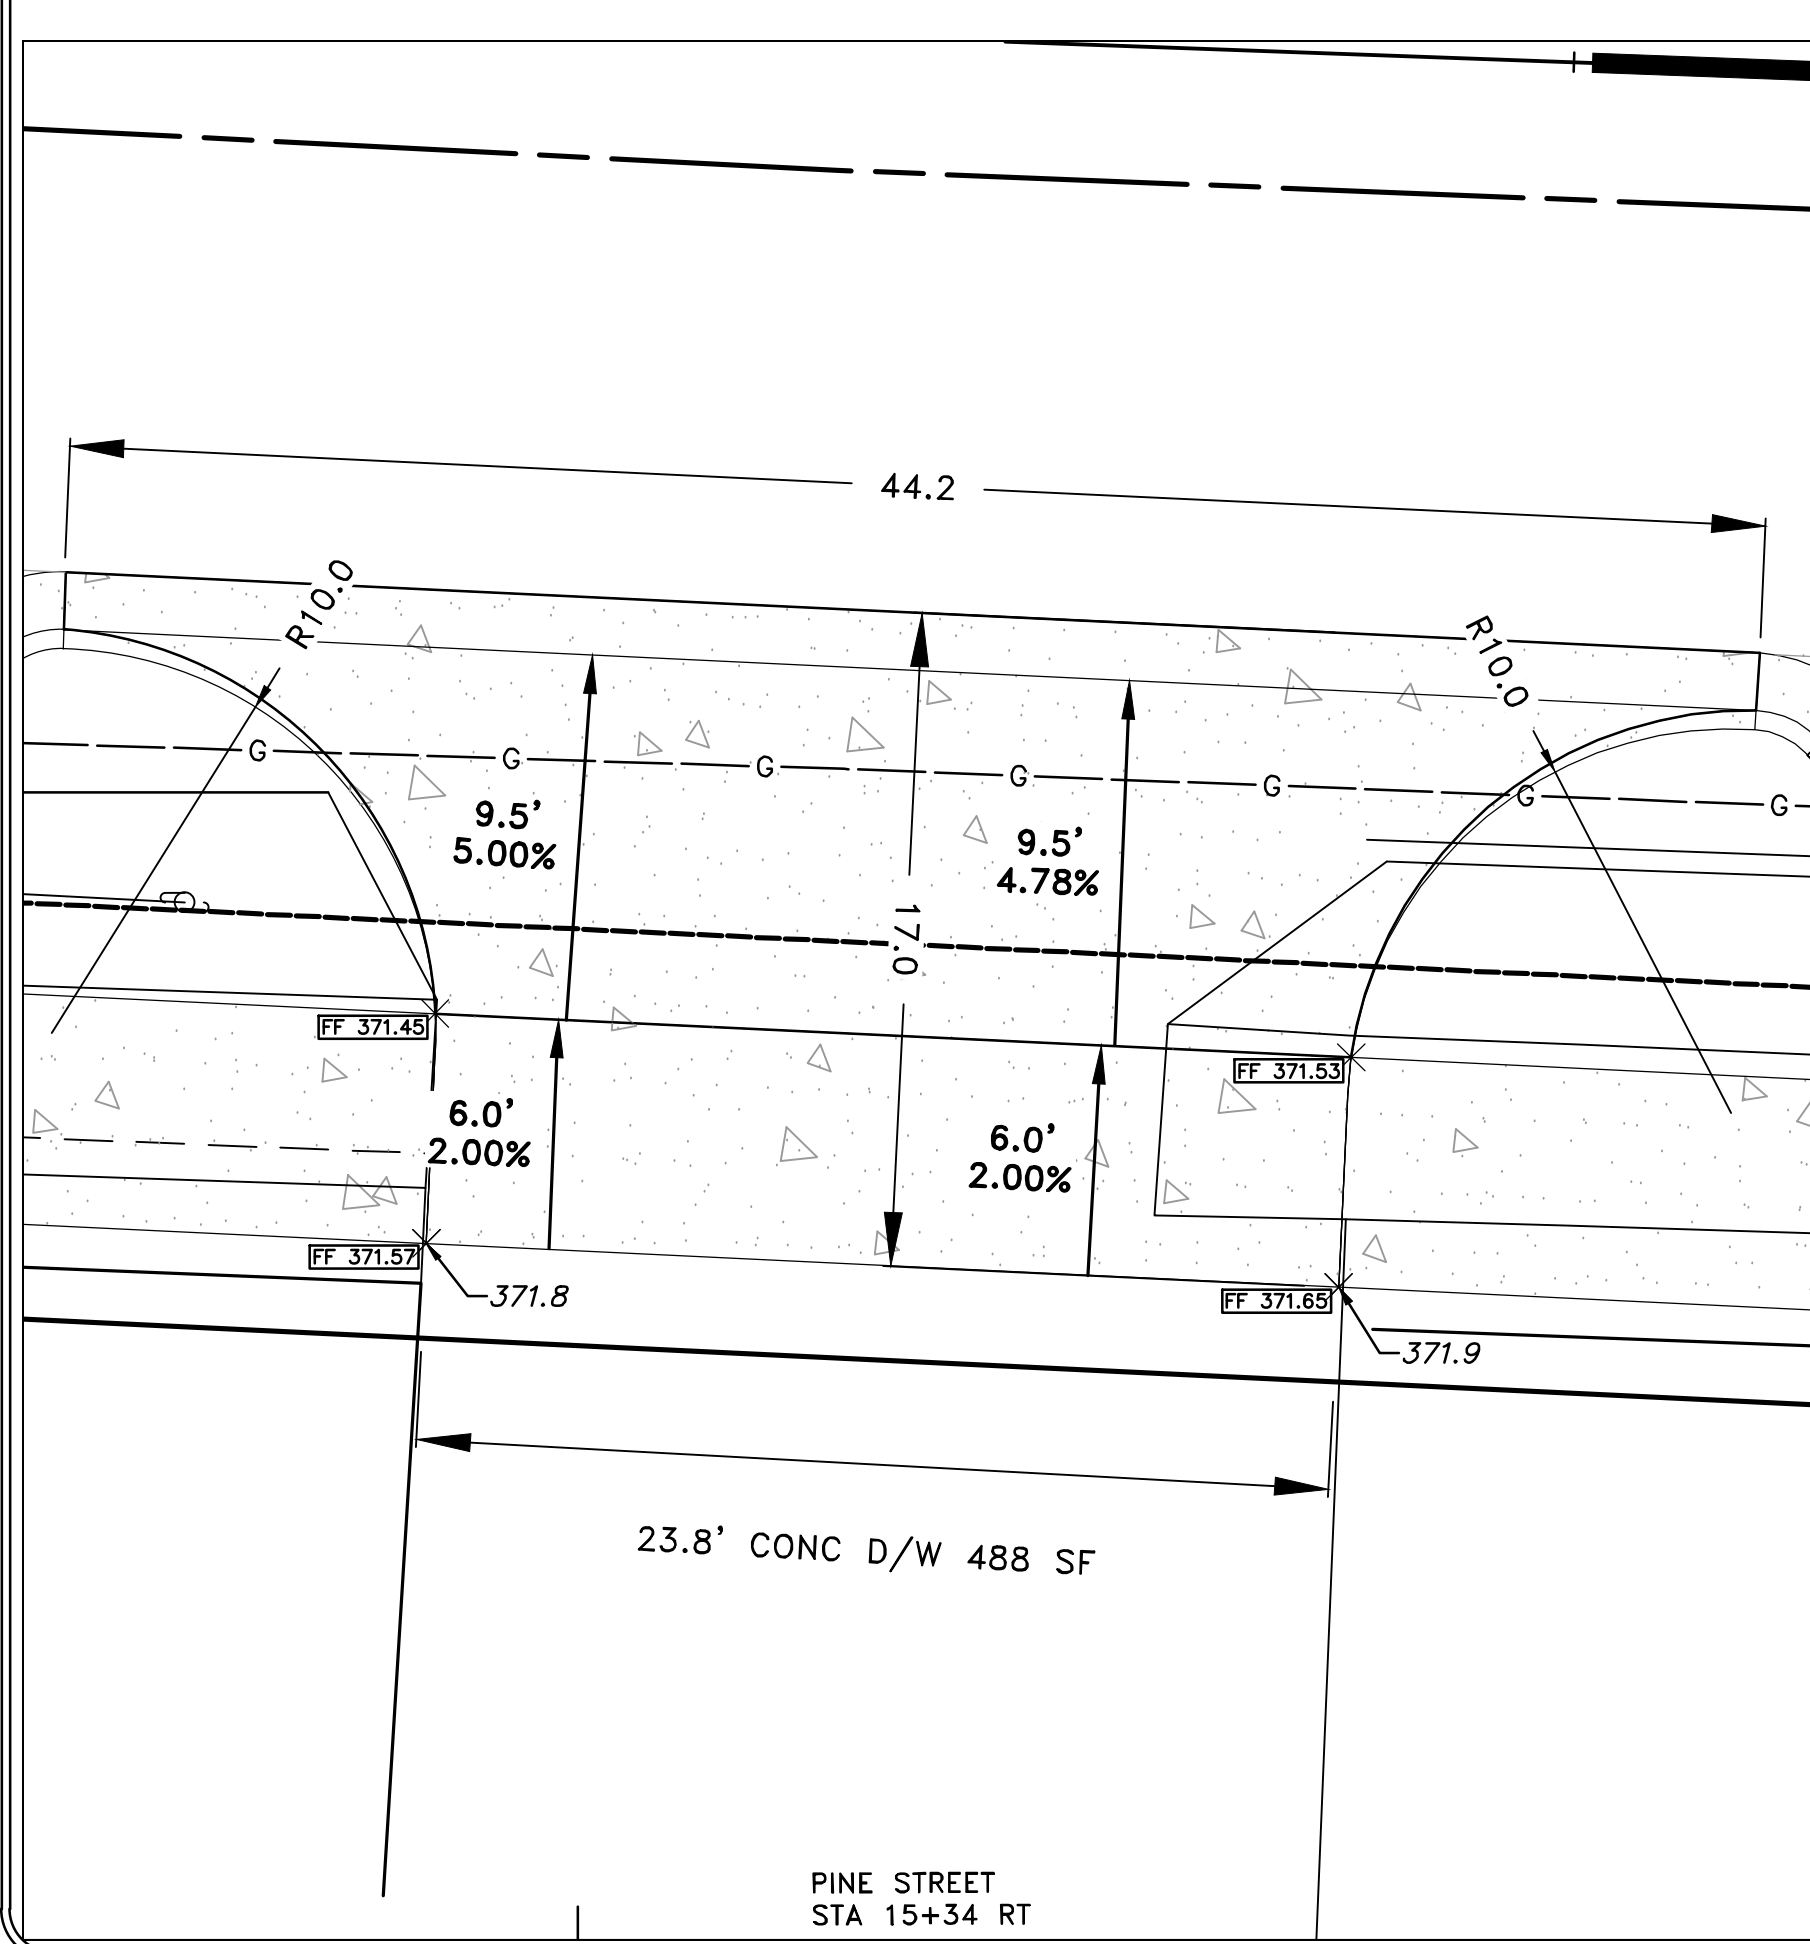 44.2
R10.0
R10.0
G
G
G
G
G
G
G
9.5'
5.00%
9.5'
4.78%
17.0
FF 371.45
FF 371.53
6.0'
2.00%
6.0'
2.00%
FF 371.57
371.8
FF 371.65
371.9
23.8' CONC D/W 488 SF
PINE STREET
STA 15+34 RT